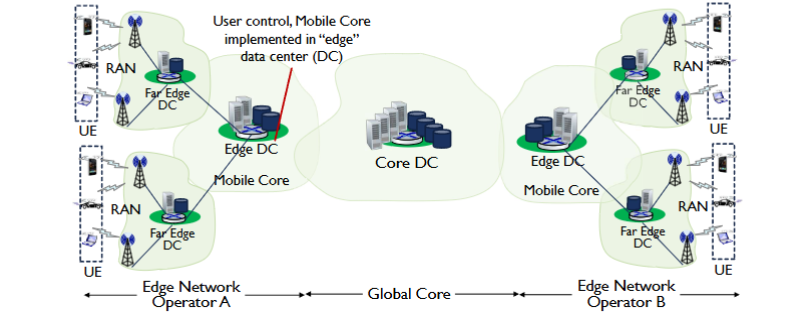 User control, Mobile Core
implemented in “edge”
data center (DC)
RAN
Far Edge
DC
UE
Edge DC
Mobile Core
RAN
Far Edge
DC
UE
Core DC
Edge DC
Mobile Core
Far Edge
DC
RAN
UE
Far Edge
DC
RAN
UE
Edge Network
Operator A
Global Core
Edge Network
Operator B